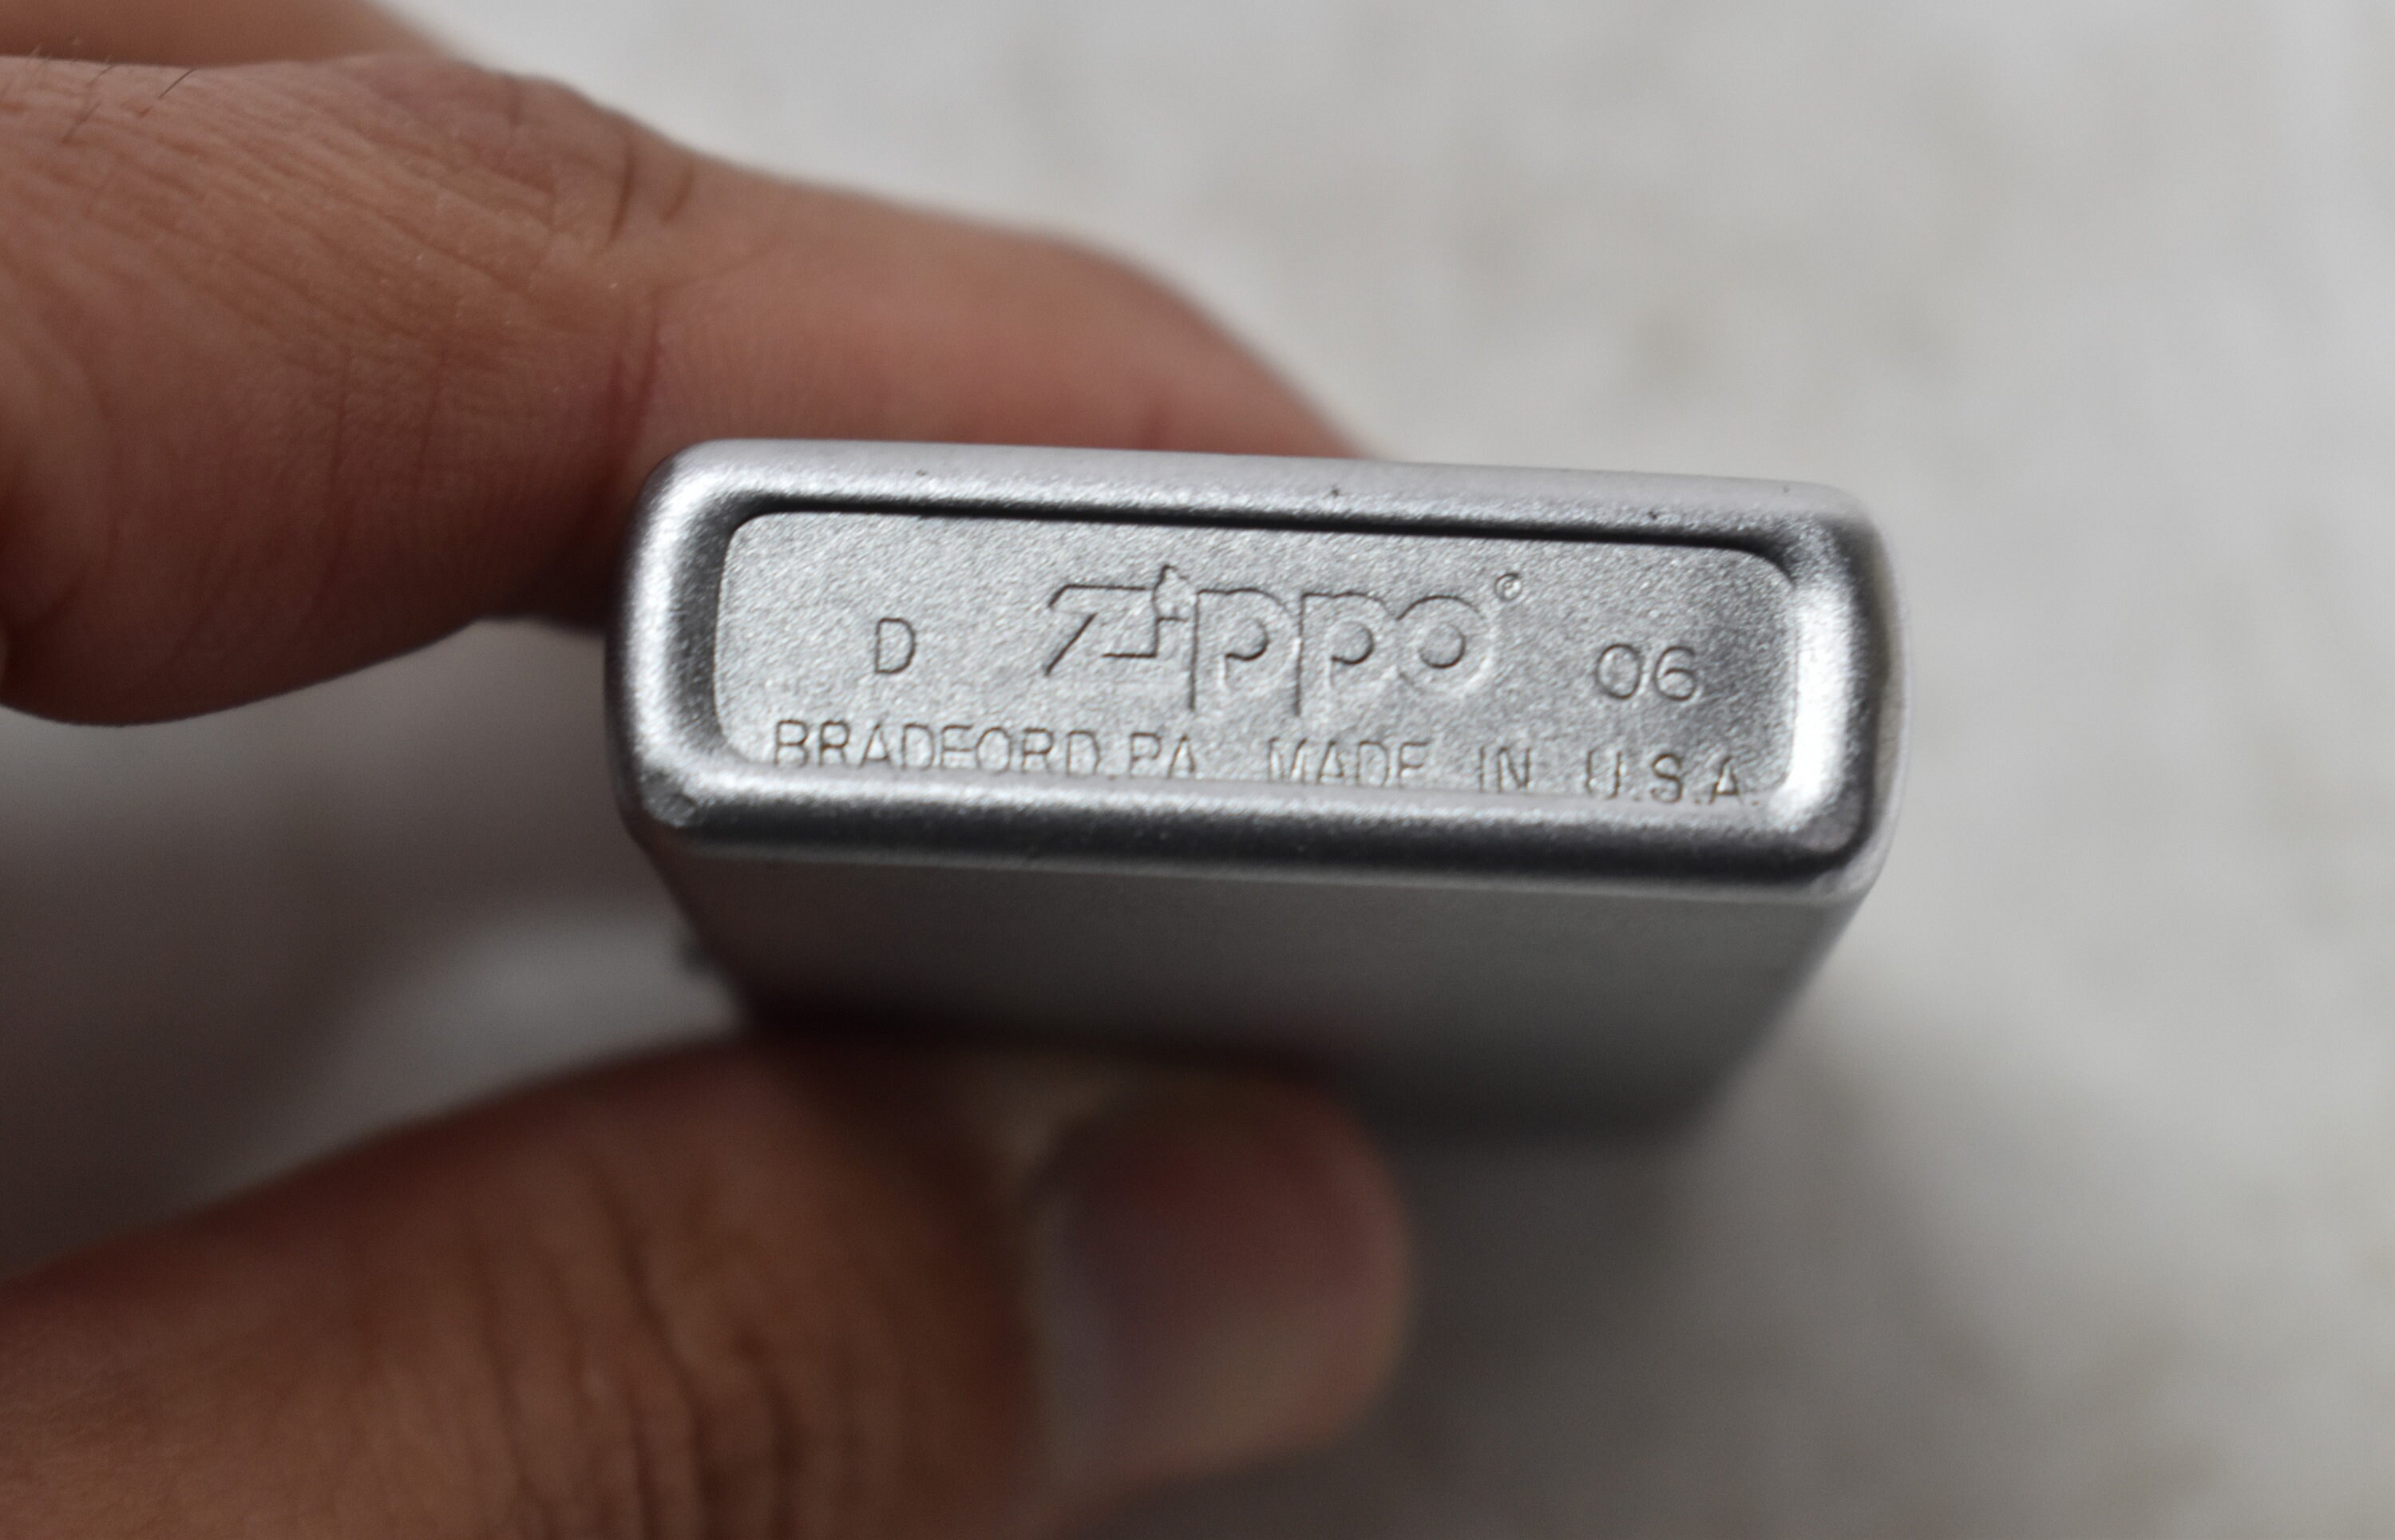 D Zippo® 06
BRADFORD, PA. MADE IN U.S.A.